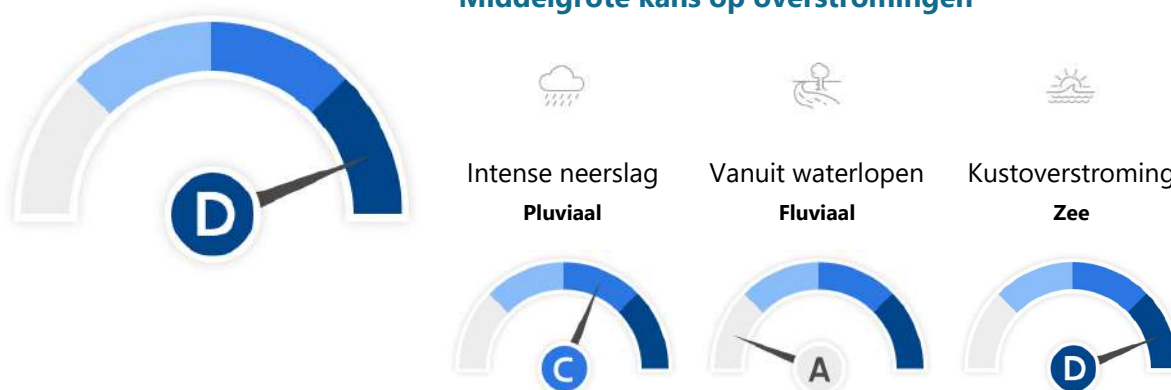 Middelgrote kans op overstromingen
D
Intense neerslag
Pluviaal
Vanuit waterlopen
Fluviaal
Kustoverstroming
Zee
C
A
D